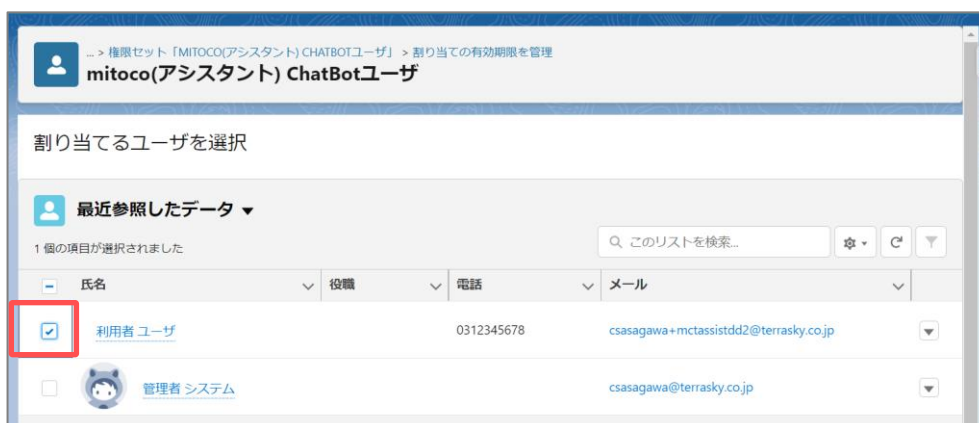 ... > 権限セット「MITOCO(アシスタント) CHATBOTユーザ」 > 割り当ての有効期限を管理
mitoco(アシスタント) ChatBotユーザ
割り当てるユーザを選択
最近参照したデータ
1 個の項目が選択されました
このリストを検索...
氏名 役職 電話 メール
利用者 ユーザ 0312345678 csasagawa+mctassistdd2@terrasky.co.jp
管理者 システム csasagawa@terrasky.co.jp